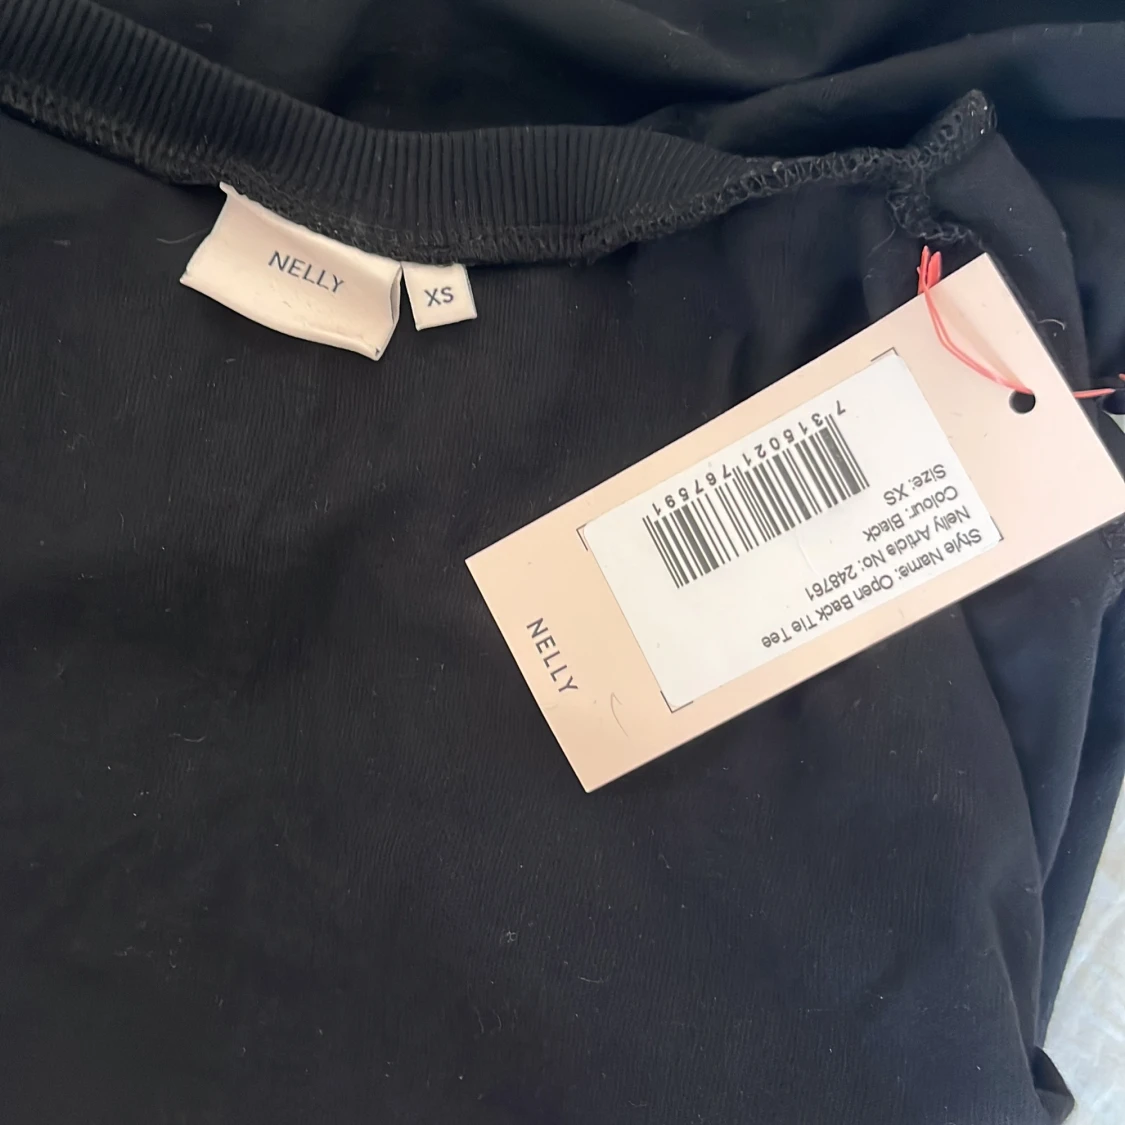 NELLY
XS
Style Name: Open Back Tie Tee
Nelly Article No: 248761
Colour: Black
Size: XS
7 315021 767591
NELLY